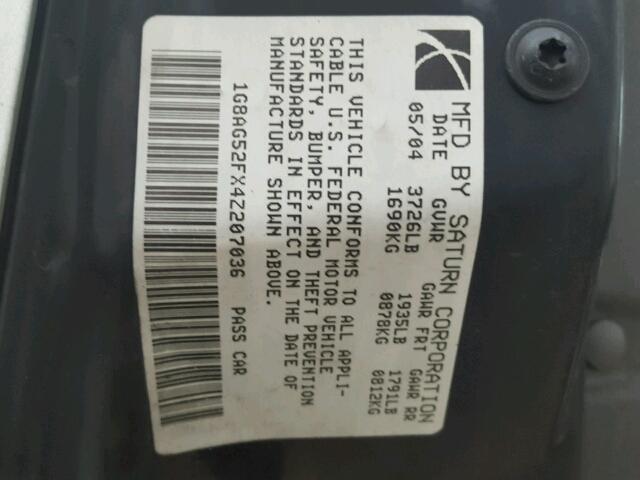 MFD BY SATURN CORPORATION
DATE GVWR GAWR FRT GAWR RR
05/04 3726LB 1935LB 1791LB
1690KG 0878KG 0812KG
THIS VEHICLE CONFORMS TO ALL APPLI-
CABLE U.S. FEDERAL MOTOR VEHICLE
SAFETY, BUMPER, AND THEFT PREVENTION
STANDARDS IN EFFECT ON THE DATE OF
MANUFACTURE SHOWN ABOVE.
1G8AG52FX4Z207036 PASS CAR